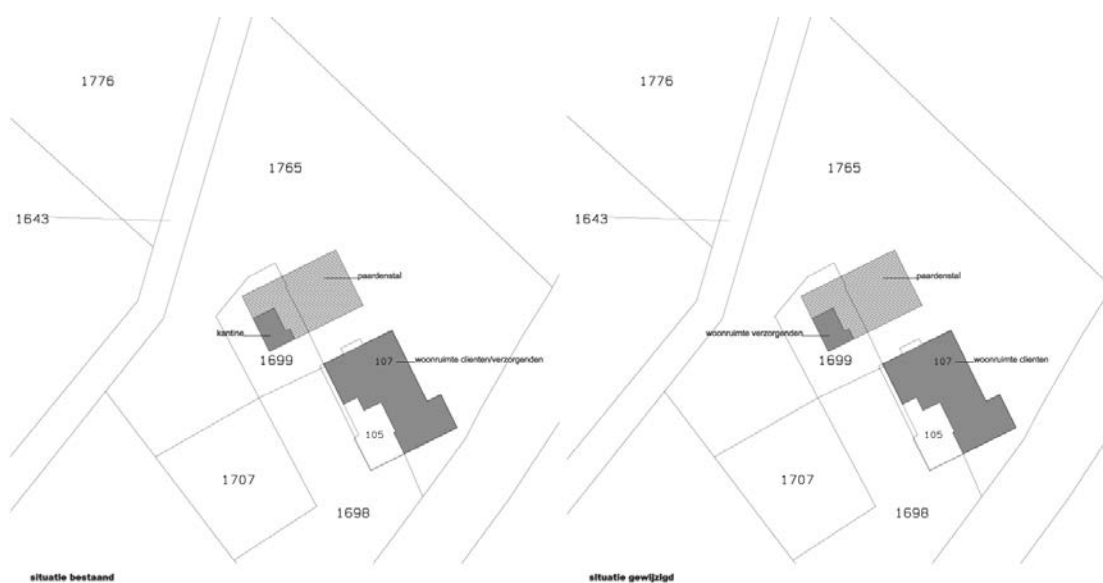 1776
1765
1643
paardenstal
kantine
1699
107
woonruimte clienten/verzorgenden
105
1707
1698
situatie bestaand
1776
1765
1643
paardenstal
woonruimte verzorgenden
1699
107
woonruimte clienten
105
1707
1698
situatie gewijzigd